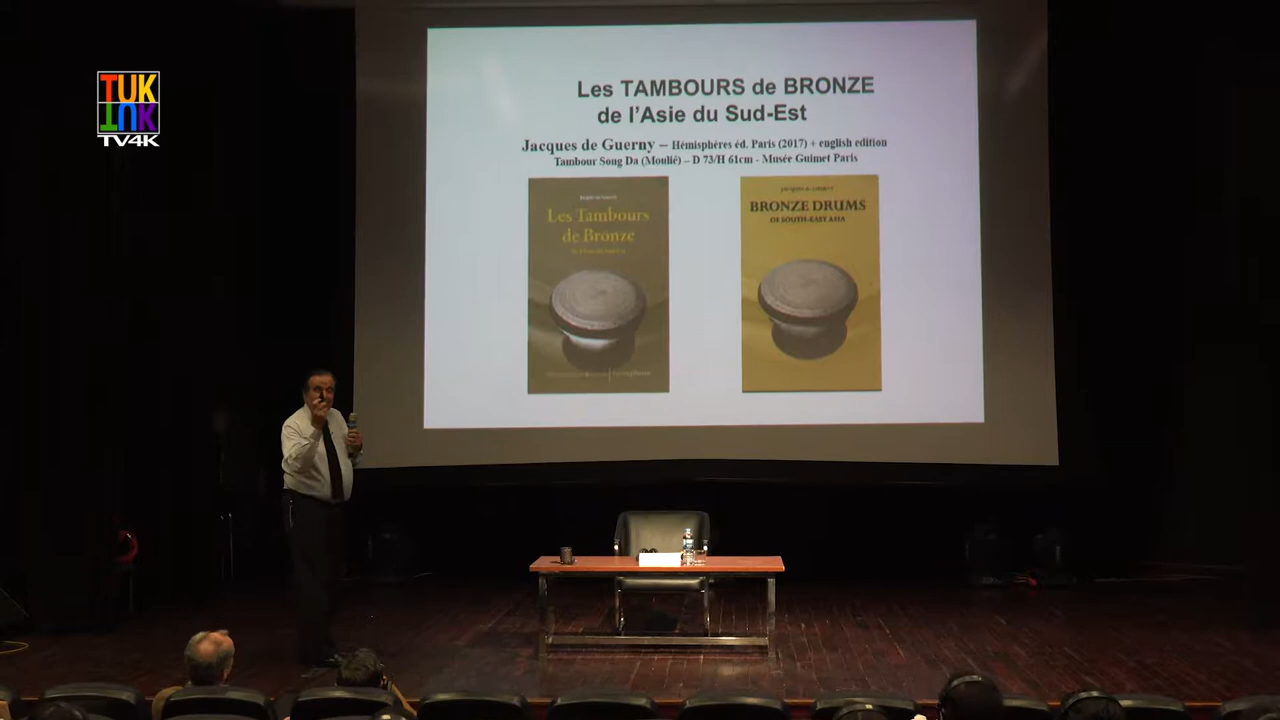 TUK
TUK
TV4K
Les TAMBOURS de BRONZE
de l'Asie du Sud-Est
Jacques de Guerny – Hémisphères éd. Paris (2017) + english edition
Tambour Song Da (Moulié) – D 73/H 61cm - Musée Guimet Paris
Les Tambours
de Bronze
BRONZE DRUMS
OF SOUTH-EAST ASIA